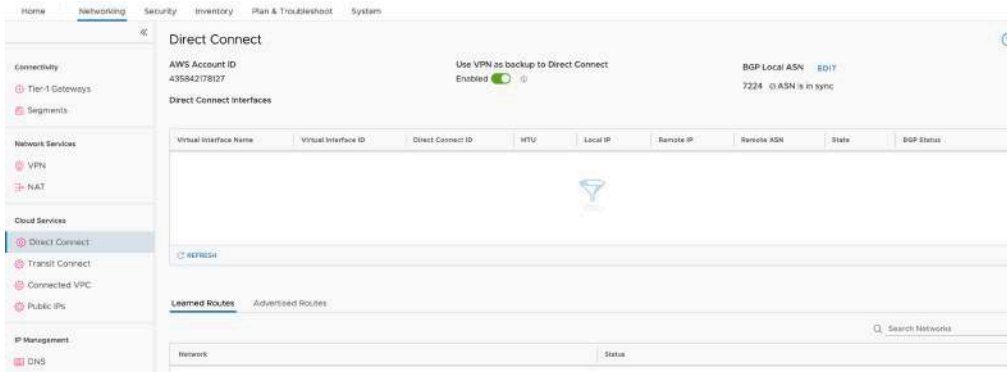 Home Networking Security Inventory Plan & Troubleshoot System
Direct Connect
AWS Account ID
435842178127
Use VPN as backup to Direct Connect
Enabled
BGP Local ASN EDIT
7224 ASN is in sync
Direct Connect Interfaces
Virtual Interface Name Virtual Interface ID Direct Connect ID MTU Local IP Remote IP Remote ASN State BGP Status
REFRESH
Learned Routes Advertised Routes
Search Networks
Network Status
Connectivity
Tier-1 Gateways
Segments
Network Services
VPN
NAT
Cloud Services
Direct Connect
Transit Connect
Connected VPC
Public IPs
IP Management
DNS